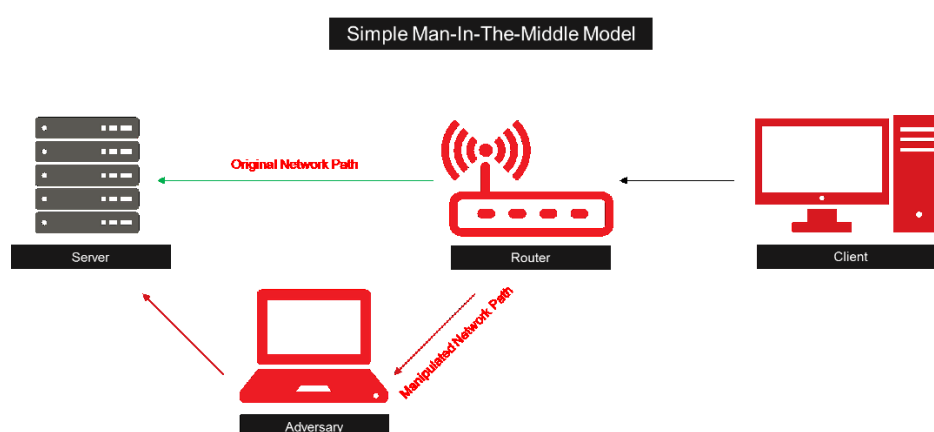 Simple Man-In-The-Middle Model
Original Network Path
Server
Router
Client
Manipulated Network Path
Adversary